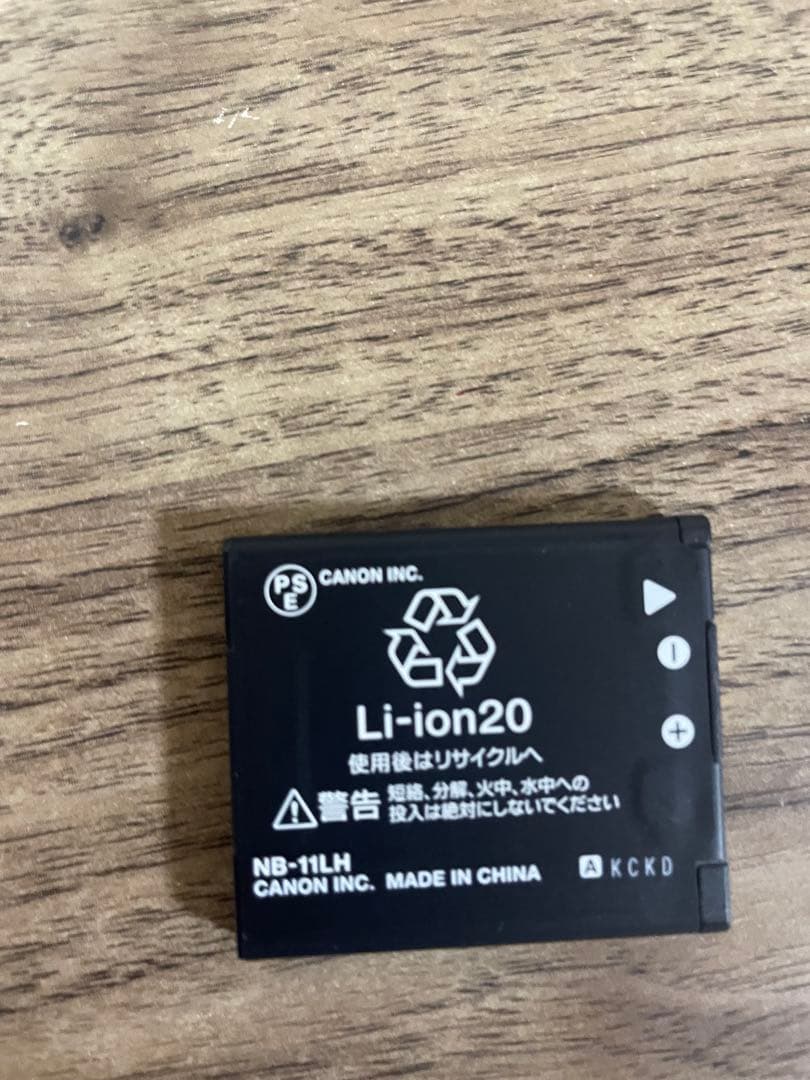 PSE CANON INC.
Li-ion20
使用後はリサイクルへ
警告 短絡、分解、火中、水中への
投入は絶対にしないでください
NB-11LH
CANON INC. MADE IN CHINA A KCKD